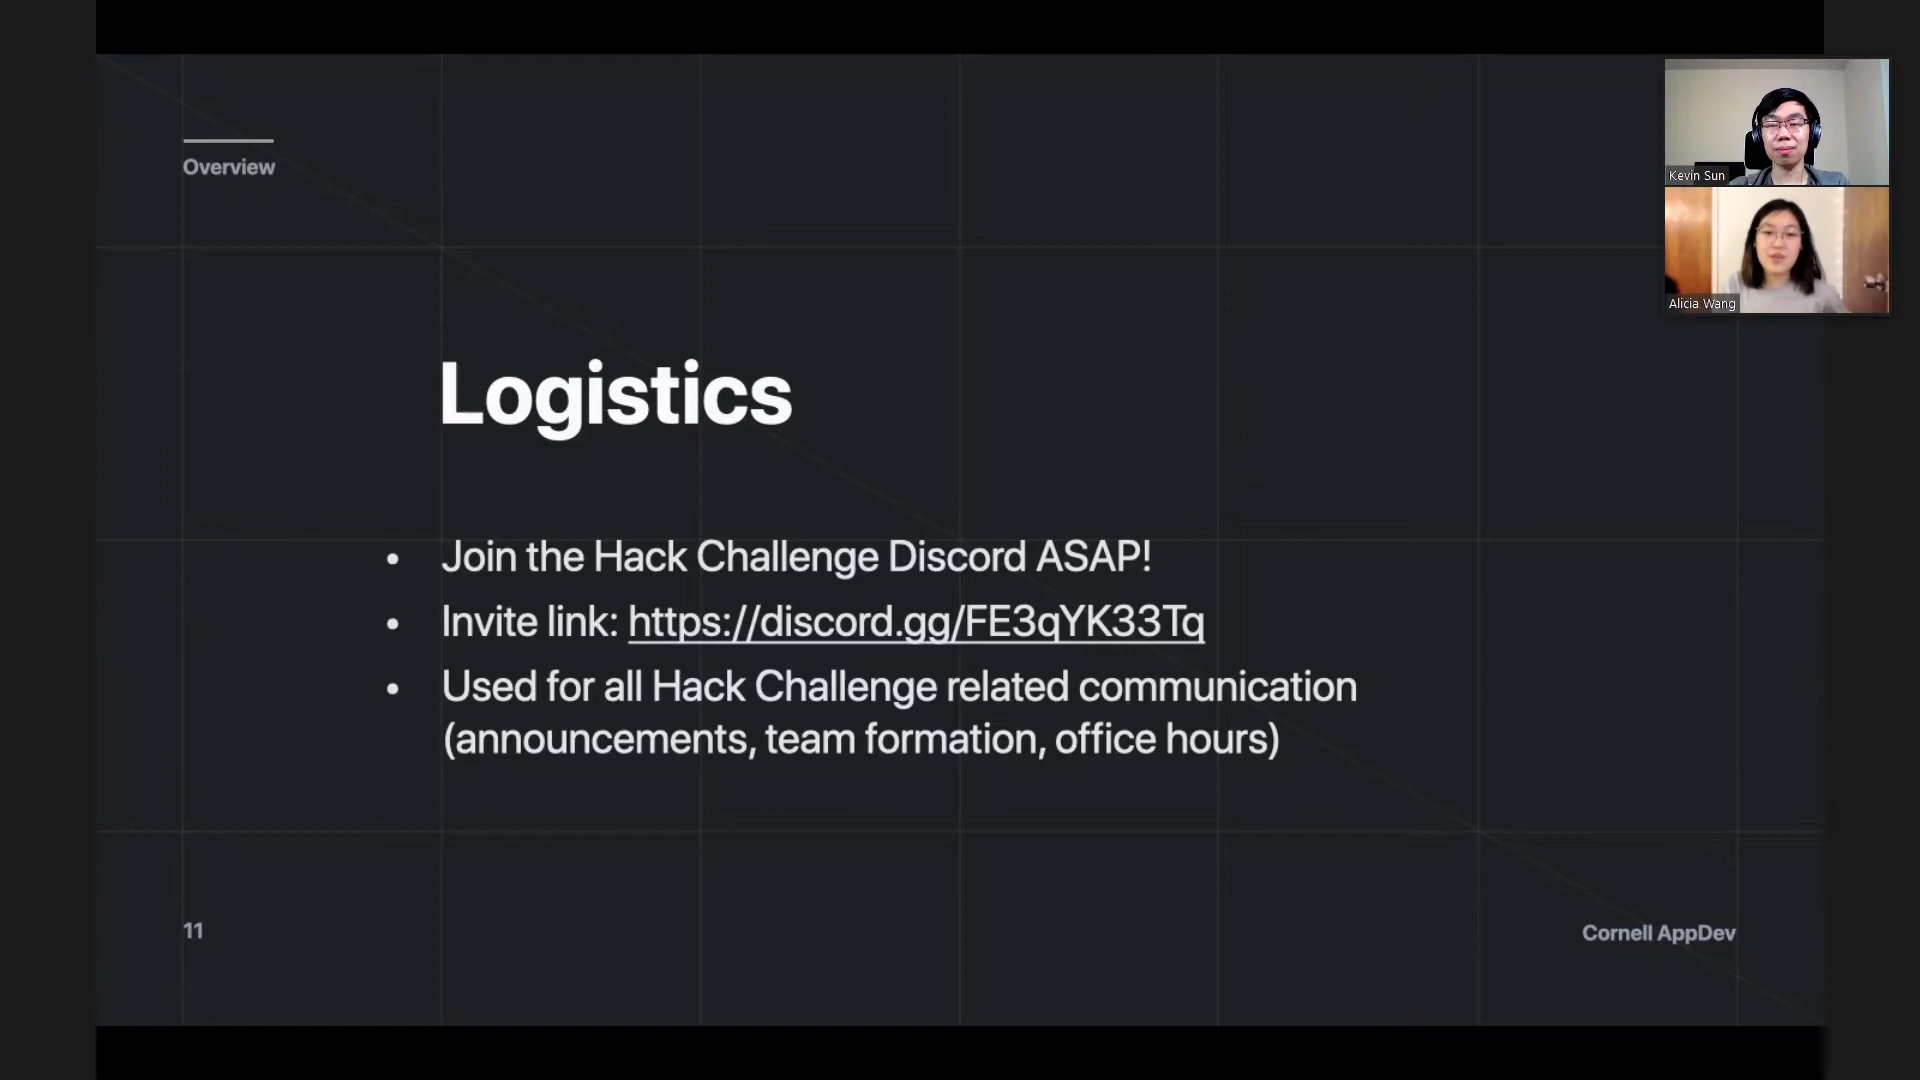 Overview
Kevin Sun
Alicia Wang
Logistics
• Join the Hack Challenge Discord ASAP!
• Invite link: https://discord.gg/FE3qYK33Tq
• Used for all Hack Challenge related communication
(announcements, team formation, office hours)
11
Cornell AppDev